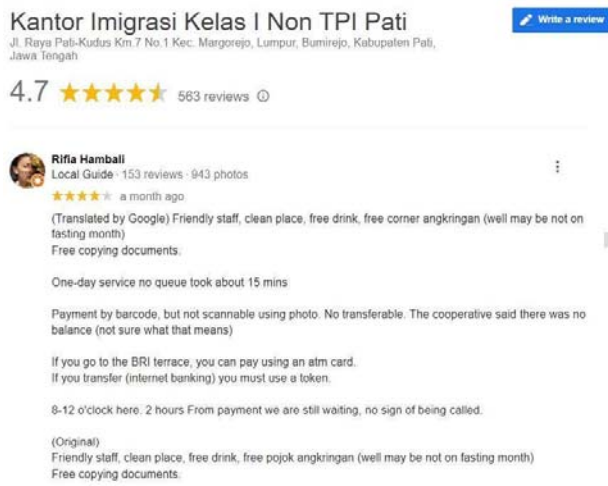 Kantor Imigrasi Kelas I Non TPI Pati
Write a review
Jl. Raya Pati-Kudus Km.7 No.1 Kec. Margorejo, Lumpur, Bumirejo, Kabupaten Pati,
Jawa Tengah
4.7 563 reviews
Rifia Hambali
Local Guide · 153 reviews · 943 photos
a month ago
(Translated by Google) Friendly staff, clean place, free drink, free corner angkringan (well may be not on
fasting month)
Free copying documents.
One-day service no queue took about 15 mins
Payment by barcode, but not scannable using photo. No transferable. The cooperative said there was no
balance (not sure what that means)
If you go to the BRI terrace, you can pay using an atm card.
If you transfer (internet banking) you must use a token.
8-12 o'clock here. 2 hours From payment we are still waiting, no sign of being called.
(Original)
Friendly staff, clean place, free drink, free pojok angkringan (well may be not on fasting month)
Free copying documents.